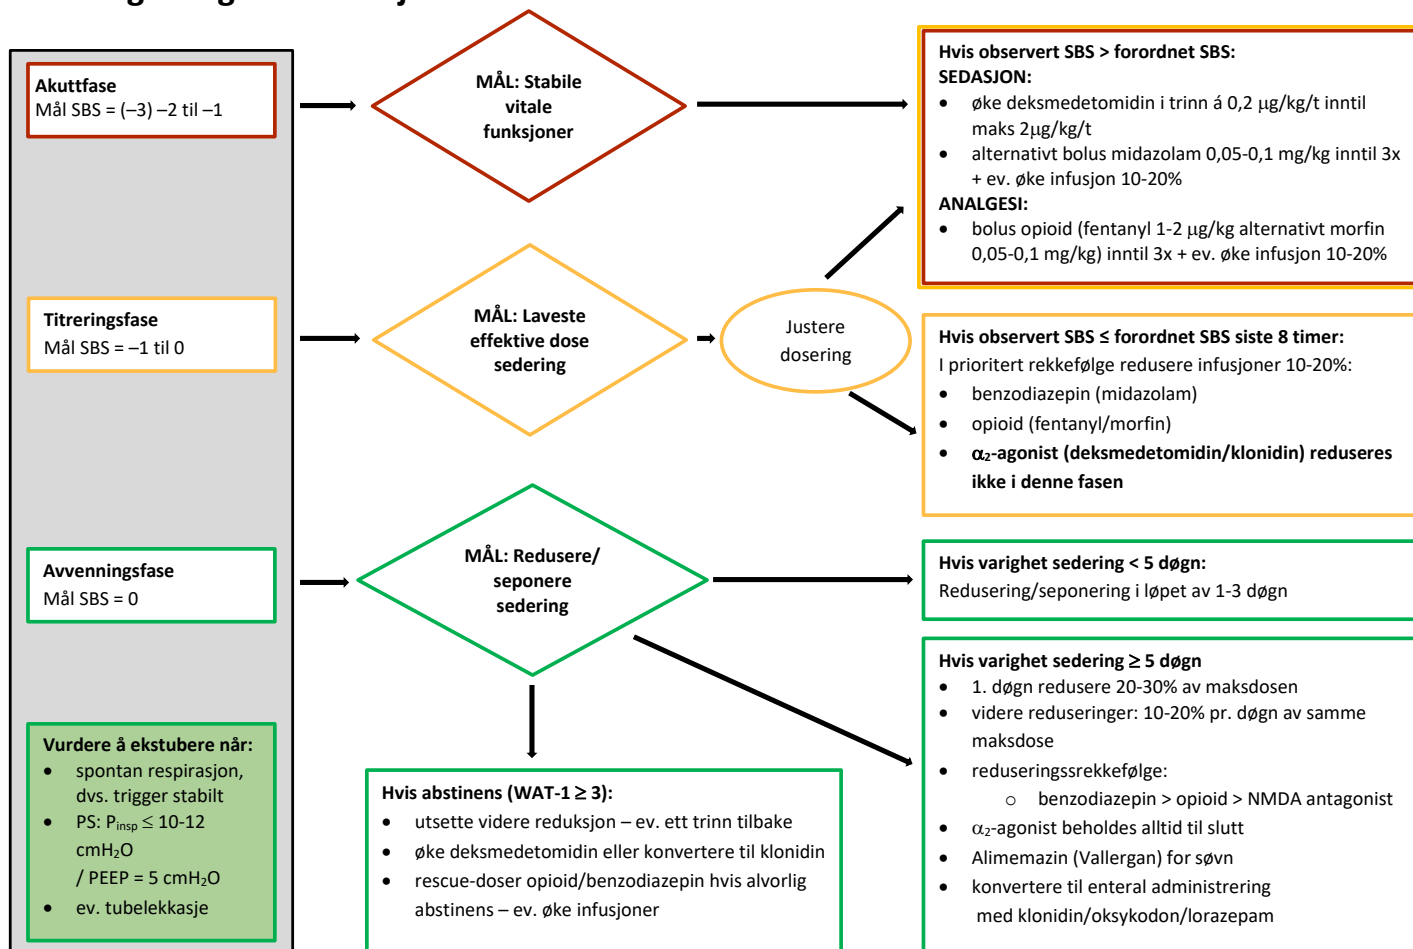 Akuttfase
Mål SBS = (–3) –2 til –1
MÅL: Stabile
vitale
funksjoner
Hvis observert SBS > forordnet SBS:
SEDASJON:
• øke deksmedetomidin i trinn á 0,2 μg/kg/t inntil
maks 2μg/kg/t
• alternativt bolus midazolam 0,05-0,1 mg/kg inntil 3x
+ ev. øke infusjon 10-20%
ANALGESI:
• bolus opioid (fentanyl 1-2 μg/kg alternativt morfin
0,05-0,1 mg/kg) inntil 3x + ev. øke infusjon 10-20%
Titreringsfase
Mål SBS = –1 til 0
MÅL: Laveste
effektive dose
sedering
Justere
dosering
Hvis observert SBS ≤ forordnet SBS siste 8 timer:
I prioritert rekkefølge redusere infusjoner 10-20%:
• benzodiazepin (midazolam)
• opioid (fentanyl/morfin)
• α₂-agonist (deksmedetomidin/klonidin) reduseres
ikke i denne fasen
Avvenningsfase
Mål SBS = 0
MÅL: Redusere/
seponere
sedering
Hvis varighet sedering < 5 døgn:
Redusering/seponering i løpet av 1-3 døgn
Hvis varighet sedering ≥ 5 døgn
• 1. døgn redusere 20-30% av maksdosen
• videre reduseringer: 10-20% pr. døgn av samme
maksdose
• reduseringssrekkefølge:
o benzodiazepin > opioid > NMDA antagonist
• α₂-agonist beholdes alltid til slutt
• Alimemazin (Vallergan) for søvn
• konvertere til enteral administrering
med klonidin/oksykodon/lorazepam
Vurdere å ekstubere når:
• spontan respirasjon,
dvs. trigger stabilt
• PS: Pinsp ≤ 10-12
cmH₂O
/ PEEP = 5 cmH₂O
• ev. tubelekkasje
Hvis abstinens (WAT-1 ≥ 3):
• utsette videre reduksjon – ev. ett trinn tilbake
• øke deksmedetomidin eller konvertere til klonidin
• rescue-doser opioid/benzodiazepin hvis alvorlig
abstinens – ev. øke infusjoner